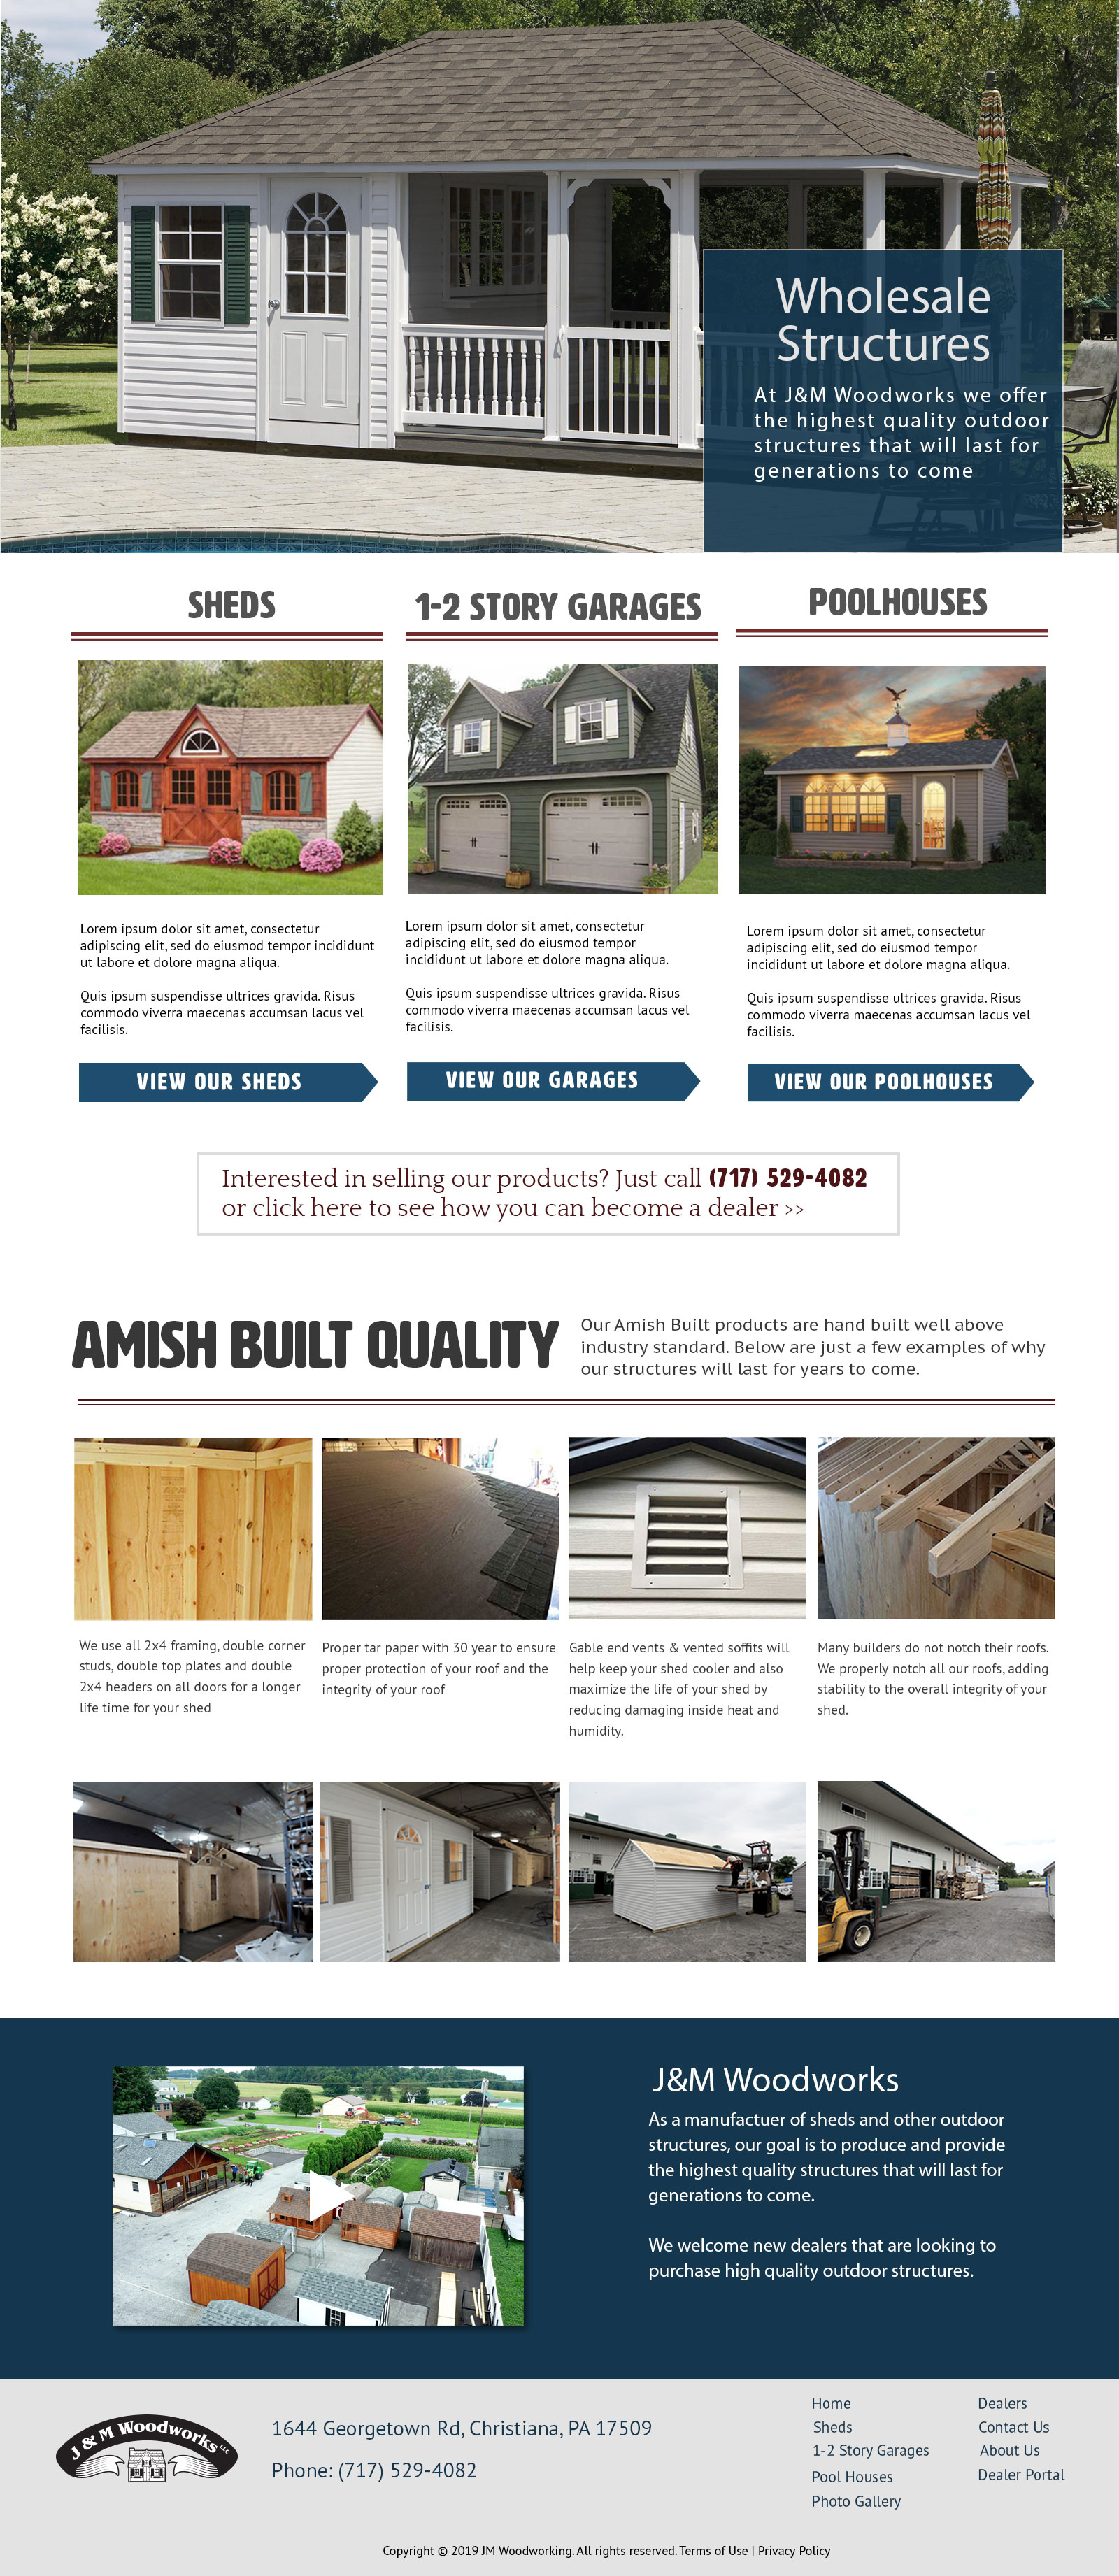 Wholesale
Structures
At J&M Woodworks we offer
the highest quality outdoor
structures that will last for
generations to come
SHEDS
Lorem ipsum dolor sit amet, consectetur
adipiscing elit, sed do eiusmod tempor incididunt
ut labore et dolore magna aliqua.
Quis ipsum suspendisse ultrices gravida. Risus
commodo viverra maecenas accumsan lacus vel
facilisis.
VIEW OUR SHEDS
1-2 STORY GARAGES
Lorem ipsum dolor sit amet, consectetur
adipiscing elit, sed do eiusmod tempor
incididunt ut labore et dolore magna aliqua.
Quis ipsum suspendisse ultrices gravida. Risus
commodo viverra maecenas accumsan lacus vel
facilisis.
VIEW OUR GARAGES
POOLHOUSES
Lorem ipsum dolor sit amet, consectetur
adipiscing elit, sed do eiusmod tempor
incididunt ut labore et dolore magna aliqua.
Quis ipsum suspendisse ultrices gravida. Risus
commodo viverra maecenas accumsan lacus vel
facilisis.
VIEW OUR POOLHOUSES
Interested in selling our products? Just call (717) 529-4082
or click here to see how you can become a dealer >>
AMISH BUILT QUALITY
Our Amish Built products are hand built well above
industry standard. Below are just a few examples of why
our structures will last for years to come.
We use all 2x4 framing, double corner
studs, double top plates and double
2x4 headers on all doors for a longer
life time for your shed
Proper tar paper with 30 year to ensure
proper protection of your roof and the
integrity of your roof
Gable end vents & vented soffits will
help keep your shed cooler and also
maximize the life of your shed by
reducing damaging inside heat and
humidity.
Many builders do not notch their roofs.
We properly notch all our roofs, adding
stability to the overall integrity of your
shed.
J&M Woodworks
As a manufactuer of sheds and other outdoor
structures, our goal is to produce and provide
the highest quality structures that will last for
generations to come.
We welcome new dealers that are looking to
purchase high quality outdoor structures.
J & M Woodworks LLC
1644 Georgetown Rd, Christiana, PA 17509
Phone: (717) 529-4082
Home
Sheds
1-2 Story Garages
Pool Houses
Photo Gallery
Dealers
Contact Us
About Us
Dealer Portal
Copyright © 2019 JM Woodworking. All rights reserved. Terms of Use | Privacy Policy